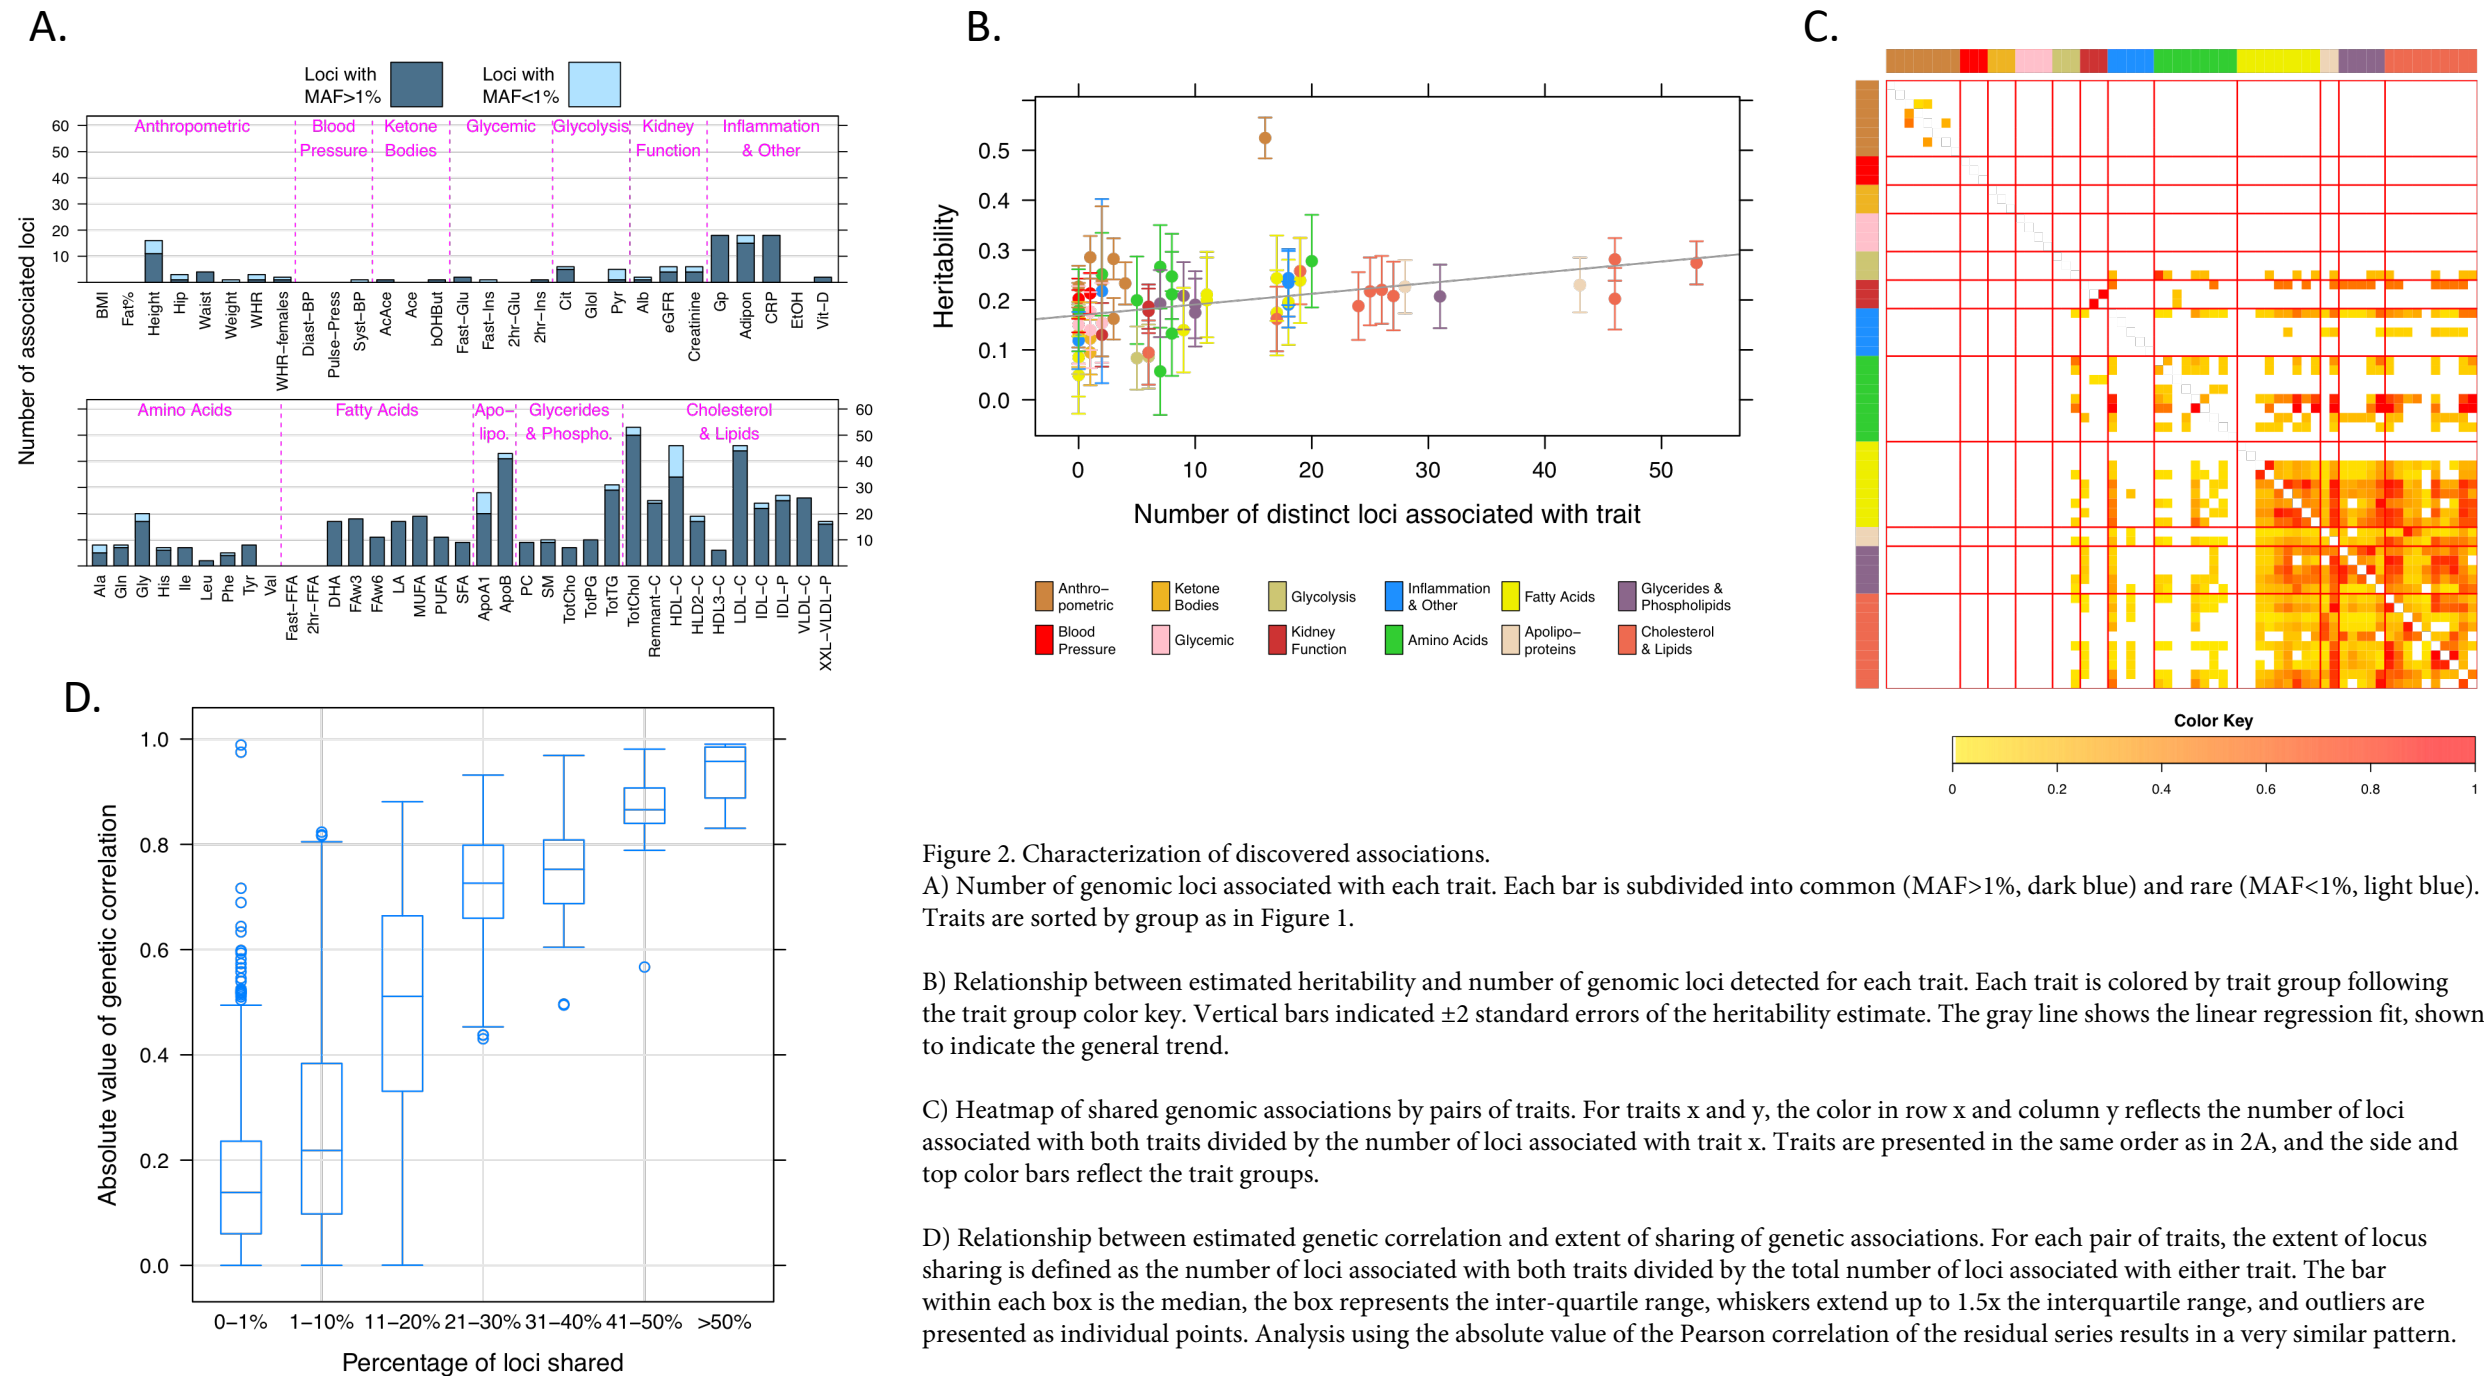 A.
Loci with
MAF>1%
Loci with
MAF<1%
Number of associated loci
60
50
40
30
20
10
Anthropometric
Blood
Pressure
Ketone
Bodies
Glycemic
Glycolysis
Kidney
Function
Inflammation
& Other
BMI
Fat%
Height
Hip
Waist
Weight
WHR
WHR−females
Diast−BP
Pulse−Press
Syst−BP
AcAce
Ace
bOHBut
Fast−Glu
Fast−Ins
2hr−Glu
2hr−Ins
Cit
Glol
Pyr
Alb
eGFR
Creatinine
Gp
Adipon
CRP
EtOH
Vit−D
Amino Acids
Fatty Acids
Apo−
lipo.
Glycerides
& Phospho.
Cholesterol
& Lipids
60
50
40
30
20
10
Ala
Gln
Gly
His
Ile
Leu
Phe
Tyr
Val
Fast−FFA
2hr−FFA
DHA
FAw3
FAw6
LA
MUFA
PUFA
SFA
ApoA1
ApoB
PC
SM
TotCho
TotPG
TotTG
TotChol
Remnant−C
HDL−C
HLD2−C
HDL3−C
LDL−C
IDL−C
IDL−P
VLDL−C
XXL−VLDL−P
B.
Heritability
0.5
0.4
0.3
0.2
0.1
0.0
0 10 20 30 40 50
Number of distinct loci associated with trait
Anthro−
pometric
Ketone
Bodies
Glycolysis
Inflammation
& Other
Fatty Acids
Glycerides &
Phospholipids
Blood
Pressure
Glycemic
Kidney
Function
Amino Acids
Apolipo−
proteins
Cholesterol
& Lipids
C.
Color Key
0 0.2 0.4 0.6 0.8 1
D.
Absolute value of genetic correlation
1.0
0.8
0.6
0.4
0.2
0.0
0−1% 1−10% 11−20% 21−30% 31−40% 41−50% >50%
Percentage of loci shared
Figure 2. Characterization of discovered associations.
A) Number of genomic loci associated with each trait. Each bar is subdivided into common (MAF>1%, dark blue) and rare (MAF<1%, light blue).
Traits are sorted by group as in Figure 1.
B) Relationship between estimated heritability and number of genomic loci detected for each trait. Each trait is colored by trait group following
the trait group color key. Vertical bars indicated ±2 standard errors of the heritability estimate. The gray line shows the linear regression fit, shown
to indicate the general trend.
C) Heatmap of shared genomic associations by pairs of traits. For traits x and y, the color in row x and column y reflects the number of loci
associated with both traits divided by the number of loci associated with trait x. Traits are presented in the same order as in 2A, and the side and
top color bars reflect the trait groups.
D) Relationship between estimated genetic correlation and extent of sharing of genetic associations. For each pair of traits, the extent of locus
sharing is defined as the number of loci associated with both traits divided by the total number of loci associated with either trait. The bar
within each box is the median, the box represents the inter-quartile range, whiskers extend up to 1.5x the interquartile range, and outliers are
presented as individual points. Analysis using the absolute value of the Pearson correlation of the residual series results in a very similar pattern.